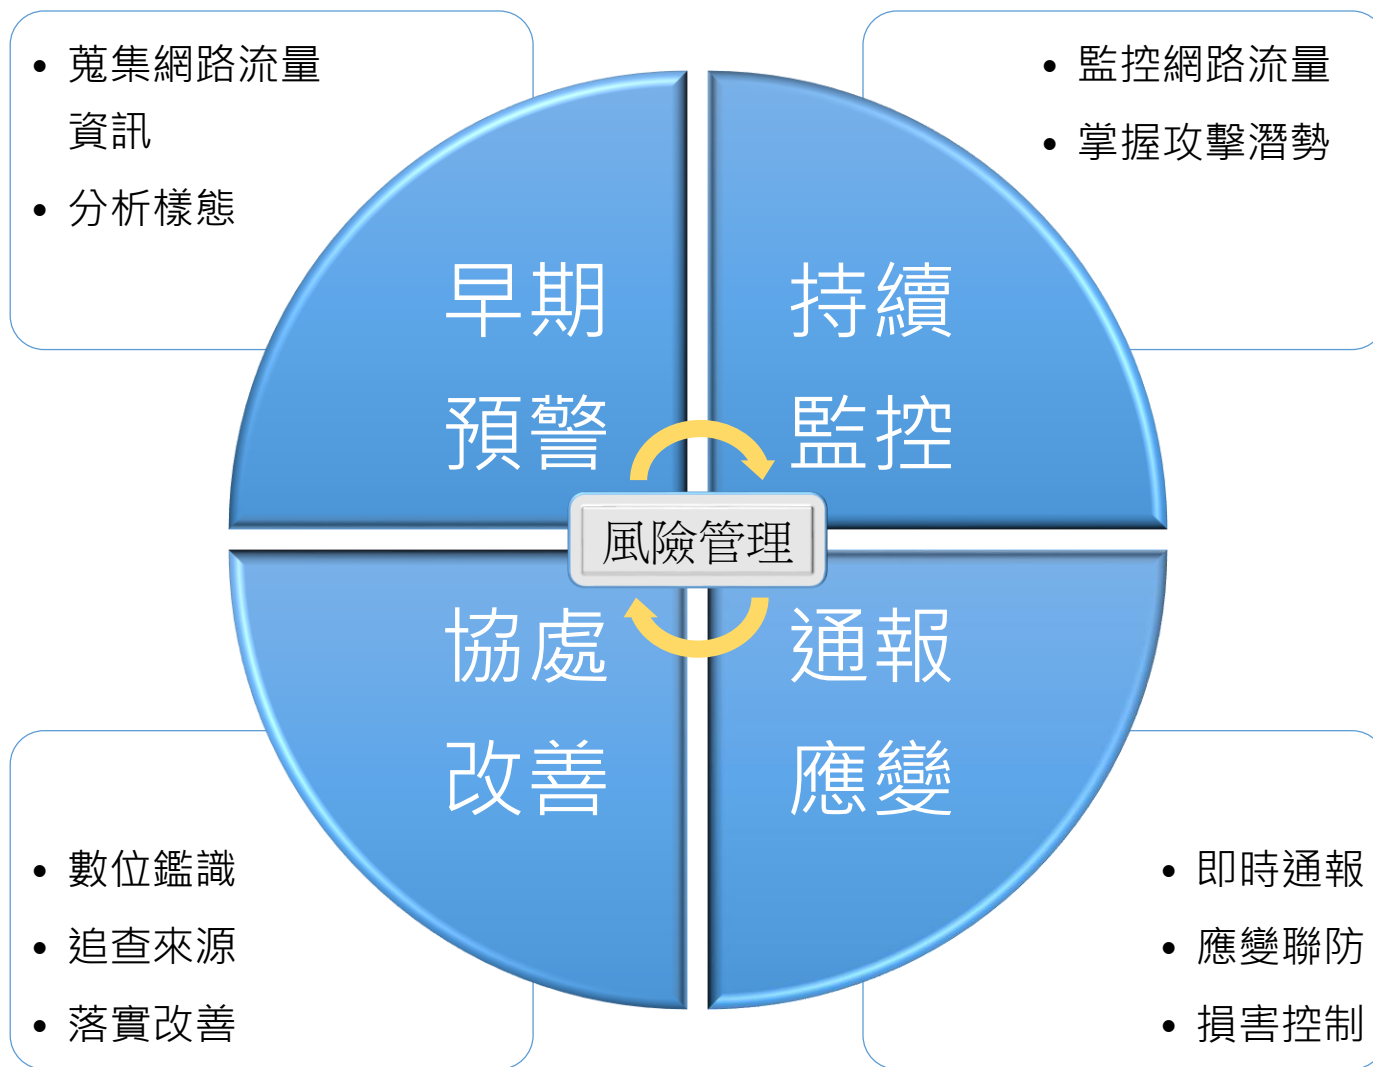 蒐集網路流量
資訊
分析樣態
監控網路流量
掌握攻擊潛勢
早期
預警
持續
監控
風險管理
協處
改善
通報
應變
數位鑑識
追查來源
落實改善
即時通報
應變聯防
損害控制